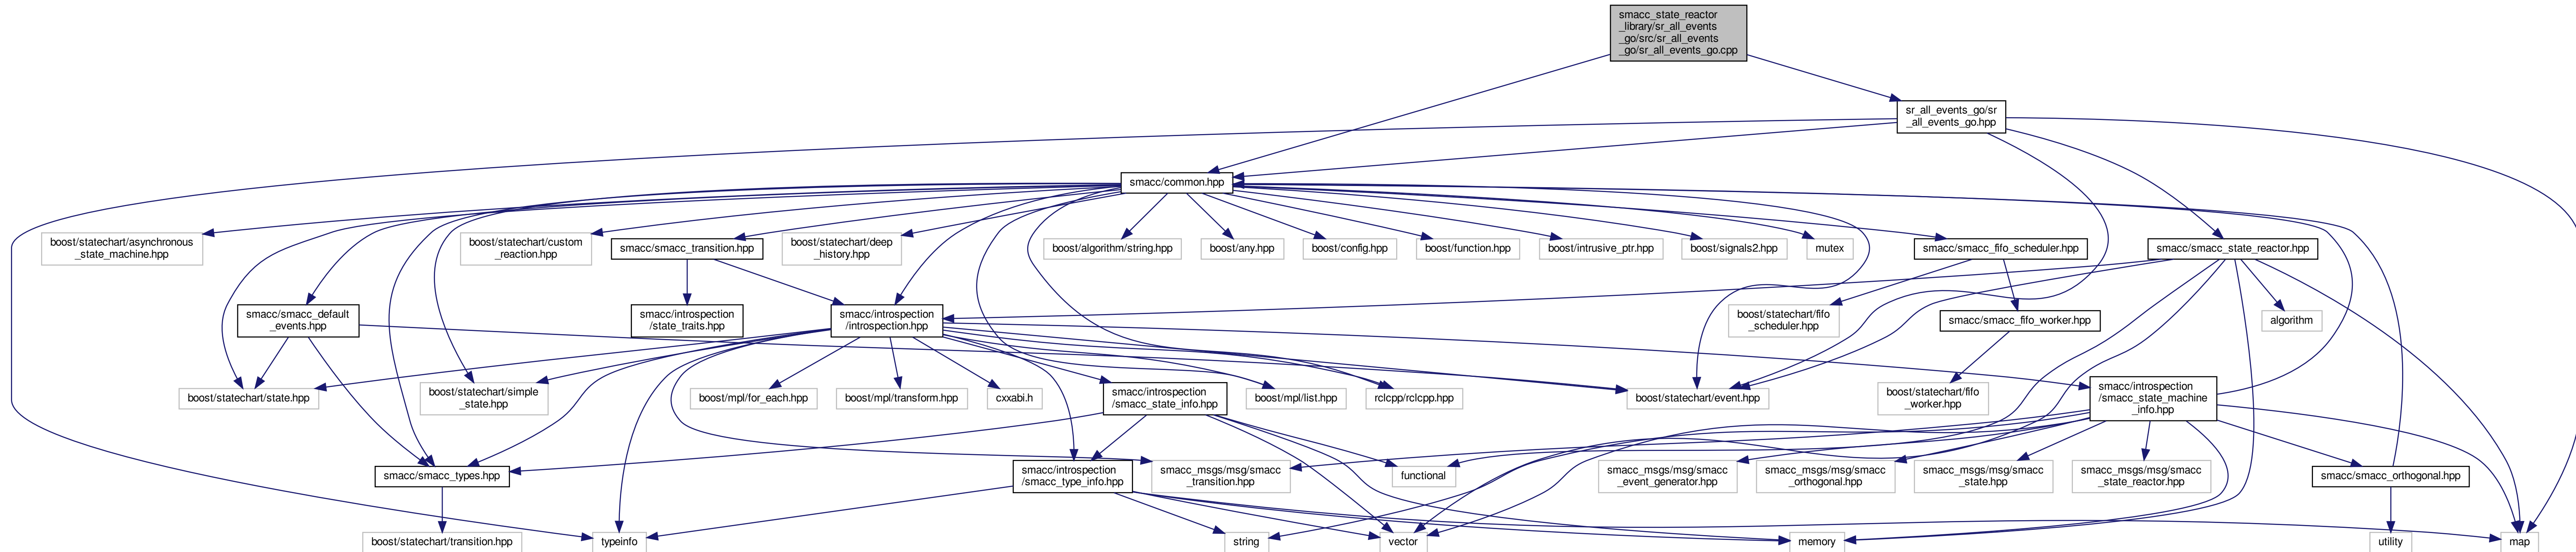 smacc_state_reactor
_library/sr_all_events
_go/src/sr_all_events
_go/sr_all_events_go.cpp
sr_all_events_go/sr
_all_events_go.hpp
smacc/common.hpp
boost/statechart/asynchronous
_state_machine.hpp
boost/statechart/custom
_reaction.hpp
smacc/smacc_transition.hpp
boost/statechart/deep
_history.hpp
boost/algorithm/string.hpp
boost/any.hpp
boost/config.hpp
boost/function.hpp
boost/intrusive_ptr.hpp
boost/signals2.hpp
mutex
smacc/smacc_fifo_scheduler.hpp
smacc/smacc_state_reactor.hpp
smacc/smacc_default
_events.hpp
smacc/introspection
/state_traits.hpp
smacc/introspection
/introspection.hpp
boost/statechart/fifo
_scheduler.hpp
smacc/smacc_fifo_worker.hpp
algorithm
boost/statechart/state.hpp
boost/statechart/simple
_state.hpp
boost/mpl/for_each.hpp
boost/mpl/transform.hpp
cxxabi.h
smacc/introspection
/smacc_state_info.hpp
boost/mpl/list.hpp
rclcpp/rclcpp.hpp
boost/statechart/event.hpp
boost/statechart/fifo
_worker.hpp
smacc/introspection
/smacc_state_machine
_info.hpp
smacc/smacc_types.hpp
smacc/introspection
/smacc_type_info.hpp
smacc_msgs/msg/smacc
_transition.hpp
functional
smacc_msgs/msg/smacc
_event_generator.hpp
smacc_msgs/msg/smacc
_orthogonal.hpp
smacc_msgs/msg/smacc
_state.hpp
smacc_msgs/msg/smacc
_state_reactor.hpp
smacc/smacc_orthogonal.hpp
boost/statechart/transition.hpp
typeinfo
string
vector
memory
utility
map